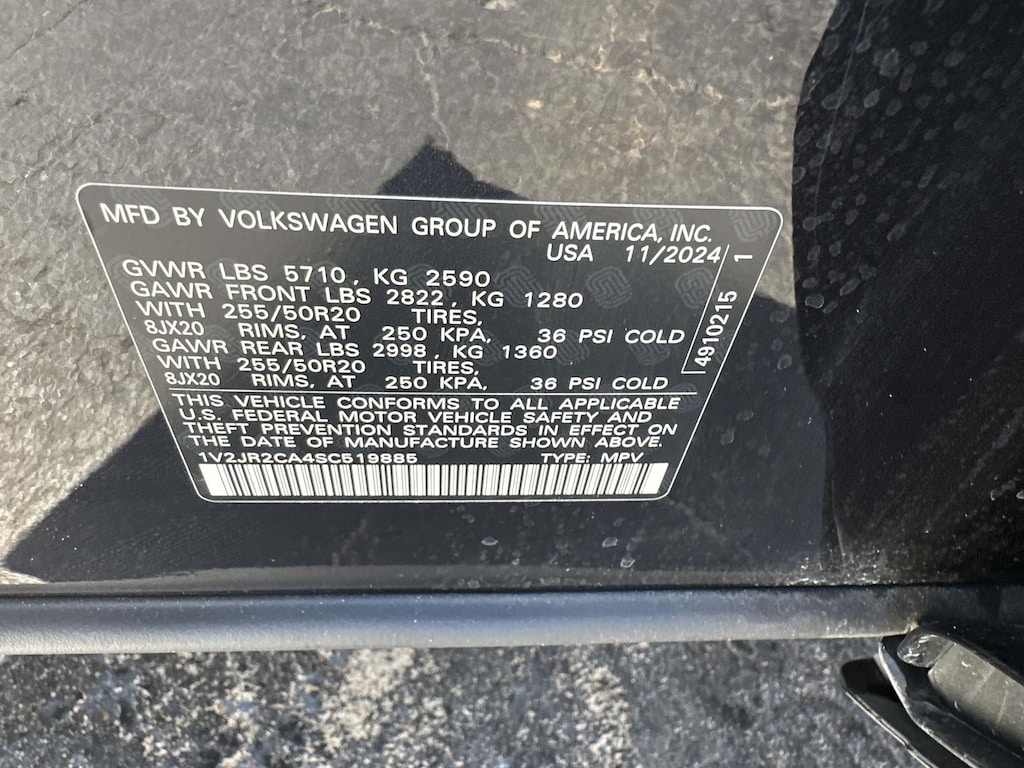 MFD BY VOLKSWAGEN GROUP OF AMERICA, INC.
USA 11/2024
GVWR LBS 5710, KG 2590
GAWR FRONT LBS 2822, KG 1280
WITH 255/50R20 TIRES,
8JX20 RIMS, AT 250 KPA, 36 PSI COLD
GAWR REAR LBS 2998, KG 1360
WITH 255/50R20 TIRES,
8JX20 RIMS, AT 250 KPA, 36 PSI COLD
THIS VEHICLE CONFORMS TO ALL APPLICABLE
U.S. FEDERAL MOTOR VEHICLE SAFETY AND
THEFT PREVENTION STANDARDS IN EFFECT ON
THE DATE OF MANUFACTURE SHOWN ABOVE.
1V2JR2CA4SC519885 TYPE: MPV
4910215 1